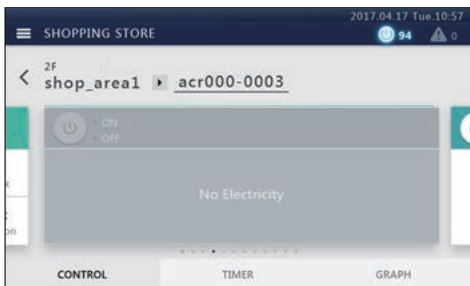 2017.04.17 Tue.10:57
SHOPPING STORE
94
0
2F
shop_area1
acr000-0003
ON
OFF
No Electricity
on
CONTROL
TIMER
GRAPH